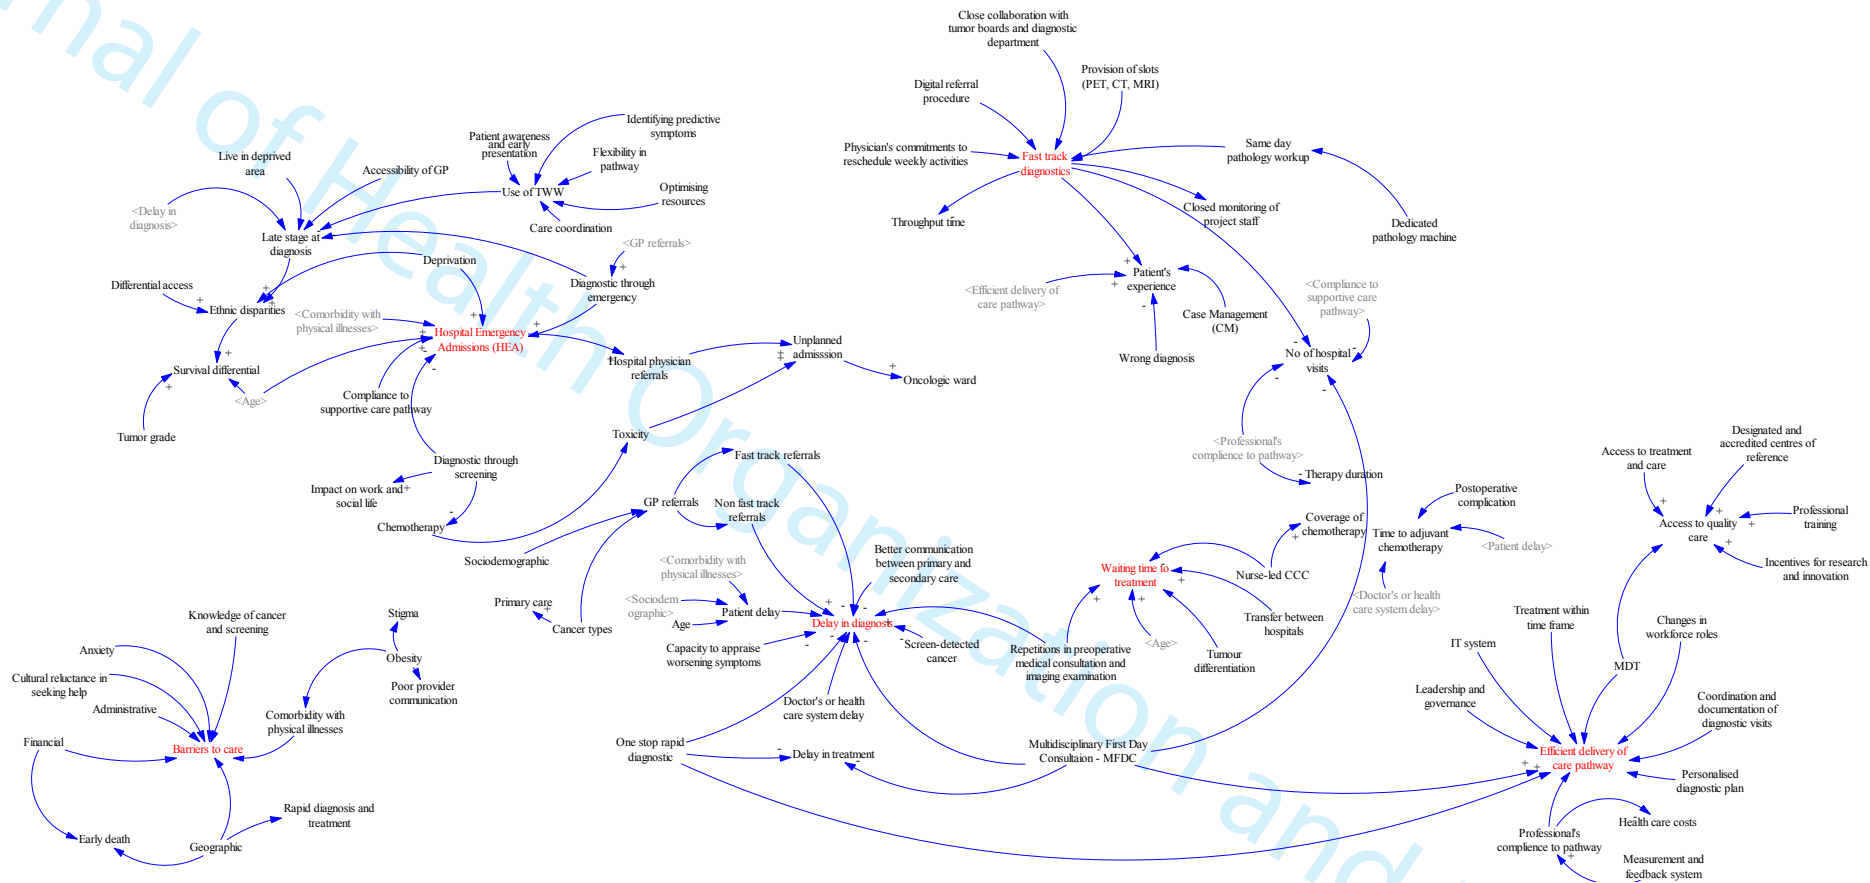 nal of Health Organization and
Close collaboration with
tumor boards and diagnostic
department
Provision of slots
(PET, CT, MRI)
Digital referral
procedure
Physician's commitments to
reschedule weekly activities
Fast track
diagnostics
Same day
pathology workup
Dedicated
pathology machine
Throughput time
Closed monitoring of
project staff
Patient's
experience
<Efficient delivery of
care pathway>
Case Management
(CM)
Wrong diagnosis
<Compliance to
supportive care
pathway>
No of hospital
visits
<Professional's
complience to pathway>
Therapy duration
Identifying predictive
symptoms
Patient awareness
and early
presentation
Flexibility in
pathway
Optimising
resources
Use of TWW
Care coordination
Live in deprived
area
Accessibility of GP
<Delay in
diagnosis>
Late stage at
diagnosis
<GP referrals>
Deprivation
Diagnostic through
emergency
Differential access
Ethnic disparities
<Comorbidity with
physical illnesses>
Hospital Emergency
Admissions (HEA)
Survival differential
<Age>
Tumor grade
Compliance to
supportive care pathway
Hospital physician
referrals
Unplanned
admisssion
Oncologic ward
Toxicity
Diagnostic through
screening
Impact on work and
social life
Chemotherapy
Fast track referrals
GP referrals
Non fast track
referrals
Sociodemographic
Better communication
between primary and
secondary care
<Comorbidity with
physical illnesses>
<Sociodem
ographic>
Patient delay
Age
Primary care
Cancer types
Delay in diagnosis
Capacity to appraise
worsening symptoms
Screen-detected
cancer
Doctor's or health
care system delay
Repetitions in preoperative
medical consultation and
imaging examination
Waiting time to
treatment
Nurse-led CCC
Coverage of
chemotherapy
Transfer between
hospitals
<Age>
Tumour
differentiation
Postoperative
complication
Time to adjuvant
chemotherapy
<Patient delay>
<Doctor's or health
care system delay>
Access to treatment
and care
Designated and
accredited centres of
reference
Access to quality
care
Professional
training
Incentives for research
and innovation
Treatment within
time frame
Changes in
workforce roles
IT system
MDT
Leadership and
governance
Coordination and
documentation of
diagnostic visits
Efficient delivery of
care pathway
Personalised
diagnostic plan
Professional's
complience to pathway
Health care costs
Measurement and
feedback system
One stop rapid
diagnostic
Delay in treatment
Multidisciplinary First Day
Consultaion - MFDC
Knowledge of cancer
and screening
Anxiety
Cultural reluctance in
seeking help
Administrative
Financial
Barriers to care
Stigma
Obesity
Poor provider
communication
Comorbidity with
physical illnesses
Rapid diagnosis and
treatment
Early death
Geographic